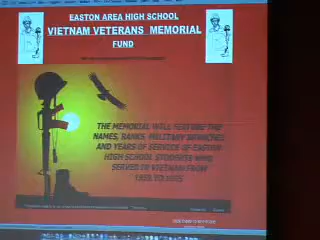 EASTON AREA HIGH SCHOOL
VIETNAM VETERANS MEMORIAL
FUND
THE MEMORIAL WILL FEATURE THE
NAMES, RANKS, MILITARY BRANCHES
AND YEARS OF SERVICE OF EASTON
HIGH SCHOOL STUDENTS WHO
SERVED IN VIETNAM FROM
TO